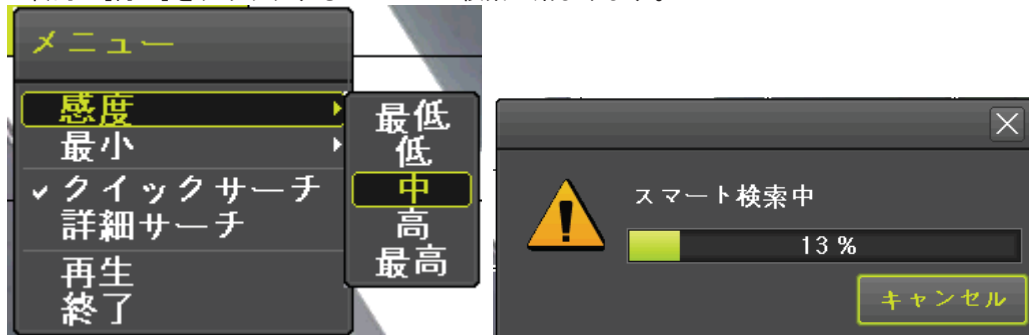 メニュー
感度
最小
クイックサーチ
詳細サーチ
再生
終了
最低
低
中
高
最高
スマート検索中
13 %
キャンセル